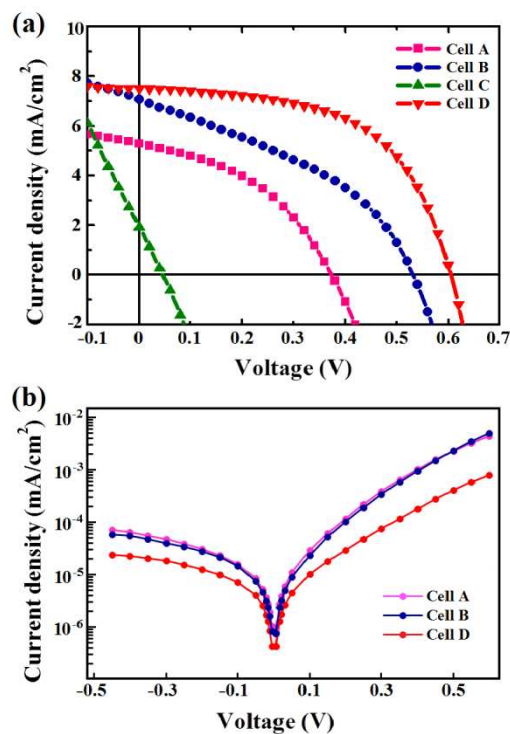 (a)
10
8
6
4
2
0
-2
Current density (mA/cm²)
Cell A
Cell B
Cell C
Cell D
-0.1 0 0.1 0.2 0.3 0.4 0.5 0.6 0.7
Voltage (V)
(b)
10⁻²
10⁻³
10⁻⁴
10⁻⁵
10⁻⁶
Current density (mA/cm²)
Cell A
Cell B
Cell D
-0.5 -0.3 -0.1 0.1 0.3 0.5
Voltage (V)